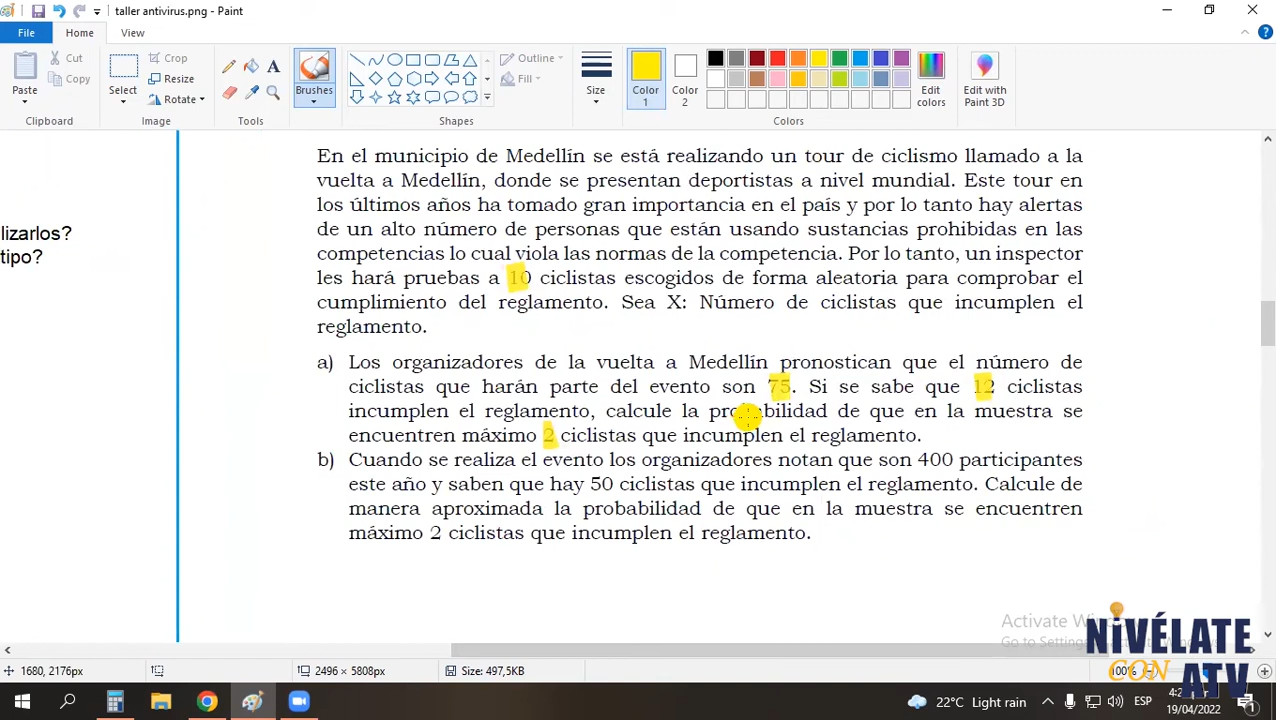 taller antivirus.png - Paint
File
Home
View
Paste
Cut
Copy
Clipboard
Select
Crop
Resize
Rotate
Image
Tools
Brushes
Shapes
Outline
Fill
Size
Color 1
Color 2
Edit colors
Edit with Paint 3D
Colors
lizarlos?
tipo?
En el municipio de Medellín se está realizando un tour de ciclismo llamado a la
vuelta a Medellín, donde se presentan deportistas a nivel mundial. Este tour en
los últimos años ha tomado gran importancia en el país y por lo tanto hay alertas
de un alto número de personas que están usando sustancias prohibidas en las
competencias lo cual viola las normas de la competencia. Por lo tanto, un inspector
les hará pruebas a 10 ciclistas escogidos de forma aleatoria para comprobar el
cumplimiento del reglamento. Sea X: Número de ciclistas que incumplen el
reglamento.
a) Los organizadores de la vuelta a Medellín pronostican que el número de
ciclistas que harán parte del evento son 75. Si se sabe que 12 ciclistas
incumplen el reglamento, calcule la probabilidad de que en la muestra se
encuentren máximo 2 ciclistas que incumplen el reglamento.
b) Cuando se realiza el evento los organizadores notan que son 400 participantes
este año y saben que hay 50 ciclistas que incumplen el reglamento. Calcule de
manera aproximada la probabilidad de que en la muestra se encuentren
máximo 2 ciclistas que incumplen el reglamento.
NIVÉLATE
CON
ATV
1680, 2176px
2496 × 5808px
Size: 497,5KB
100%
22°C Light rain
ESP
19/04/2022